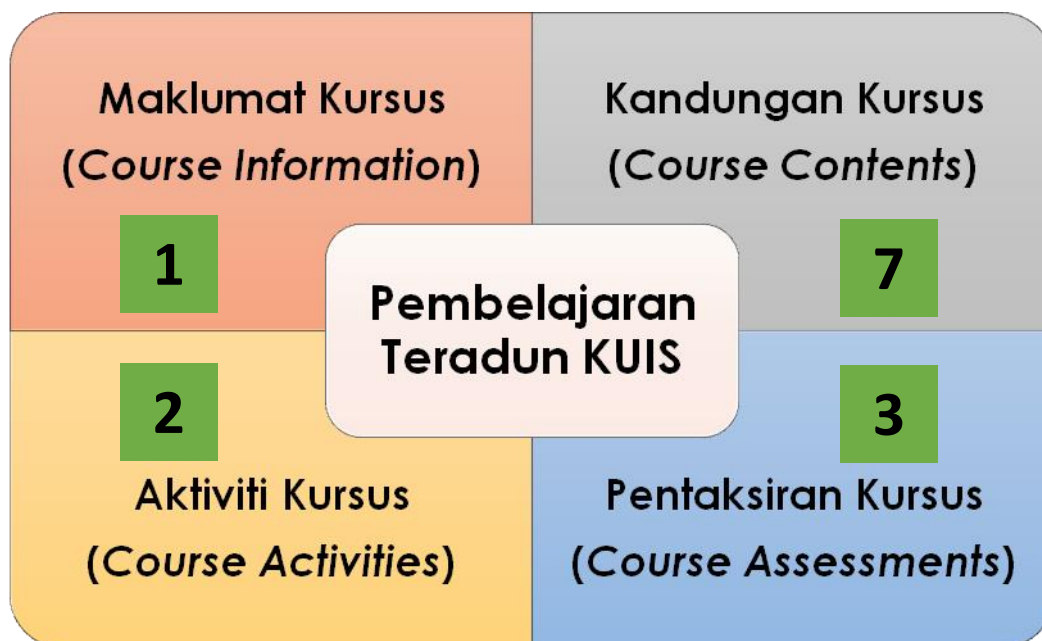 Maklumat Kursus
(Course Information)
1
Kandungan Kursus
(Course Contents)
7
Pembelajaran
Teradun KUIS
2
Aktiviti Kursus
(Course Activities)
3
Pentaksiran Kursus
(Course Assessments)